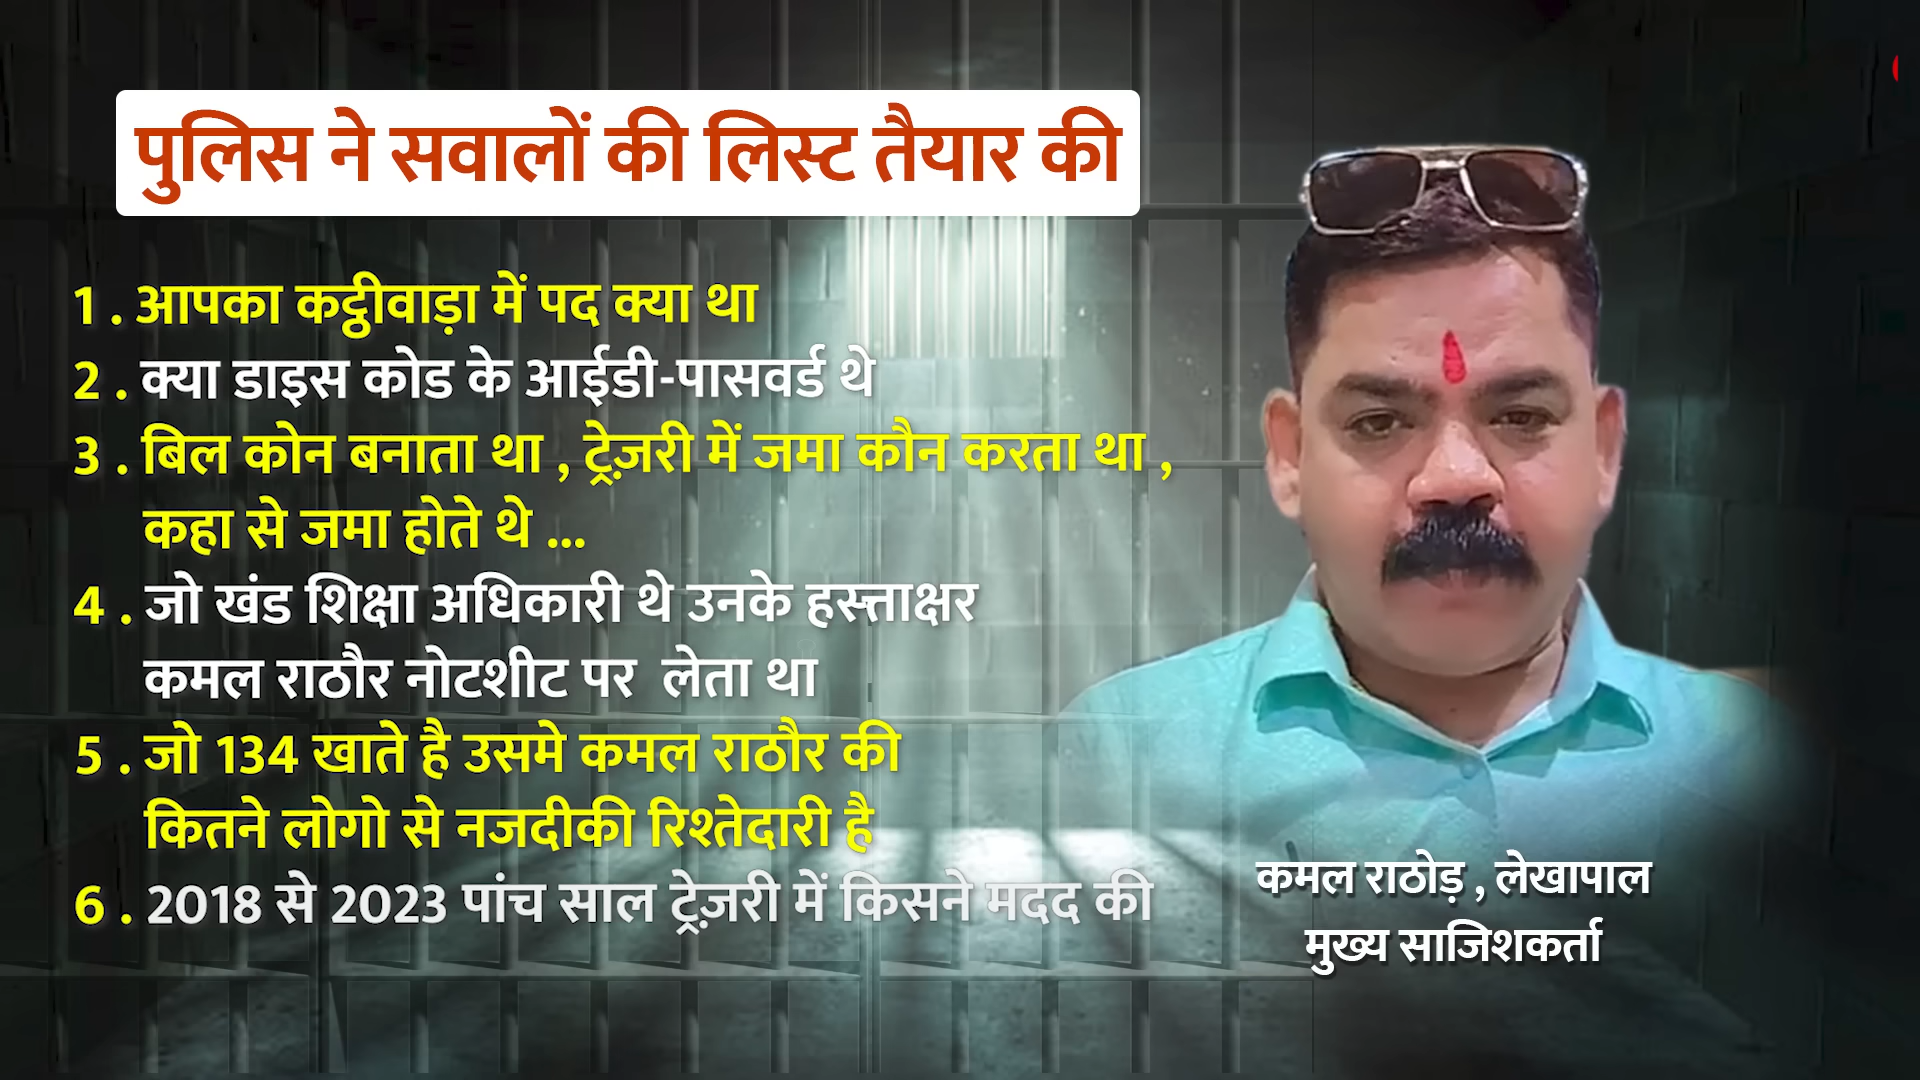 पुलिस ने सवालों की लिस्ट तैयार की
1 . आपका कट्ठीवाड़ा में पद क्या था
2 . क्या डाइस कोड के आईडी-पासवर्ड थे
3 . बिल कोन बनाता था , ट्रेज़री में जमा कौन करता था ,
कहा से जमा होते थे ...
4 . जो खंड शिक्षा अधिकारी थे उनके हस्त्ताक्षर
कमल राठौर नोटशीट पर लेता था
5 . जो 134 खाते है उसमे कमल राठौर की
कितने लोगो से नजदीकी रिश्तेदारी है
6 . 2018 से 2023 पांच साल ट्रेज़री में किसने मदद की
कमल राठोड़ , लेखापाल
मुख्य साजिशकर्ता